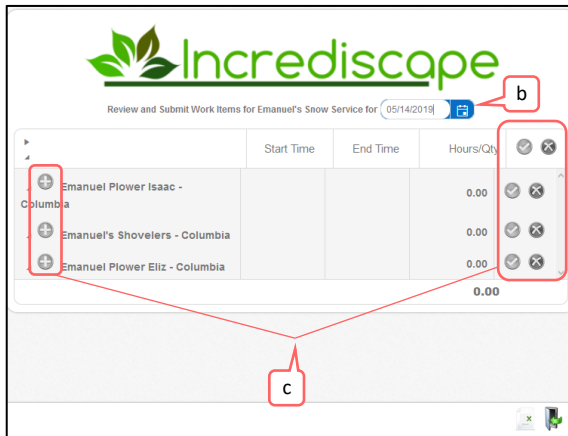 Incrediscape
b
Review and Submit Work Items for Emanuel's Snow Service for 05/14/2019
Start Time End Time Hours/Qty
Emanuel Plower Isaac -
Columbia 0.00
Emanuel's Shovelers - Columbia 0.00
Emanuel Plower Eliz - Columbia 0.00
0.00
c